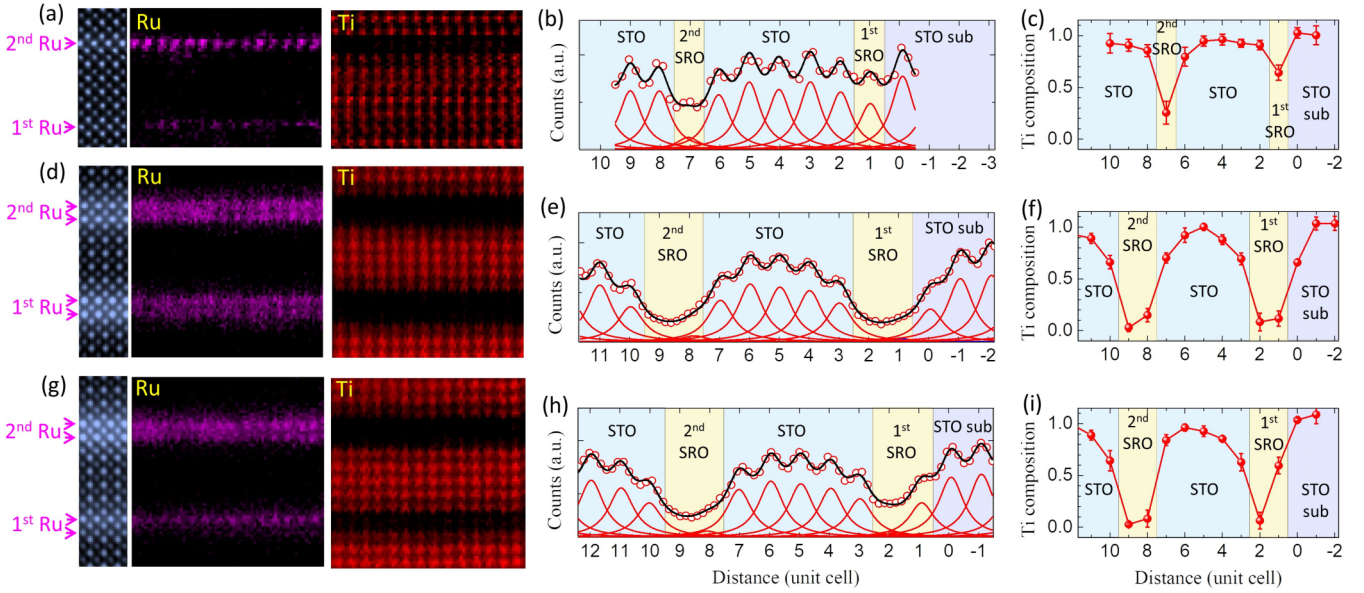 (a)
Ru
Ti
2nd Ru
1st Ru
(b)
STO
2nd
SRO
STO
1st
SRO
STO sub
Counts (a.u.)
10 9 8 7 6 5 4 3 2 1 0 -1 -2 -3
(c)
2nd
SRO
STO
STO
1st
SRO
STO
sub
Ti composition
1.0
0.5
0.0
10 8 6 4 2 0 -2
(d)
Ru
Ti
2nd Ru
1st Ru
(e)
STO
2nd
SRO
STO
1st
SRO
STO sub
Counts (a.u.)
11 10 9 8 7 6 5 4 3 2 1 0 -1 -2
(f)
2nd
SRO
1st
SRO
STO
STO
STO
sub
Ti composition
1.0
0.5
0.0
10 8 6 4 2 0 -2
(g)
Ru
Ti
2nd Ru
1st Ru
(h)
STO
2nd
SRO
STO
1st
SRO
STO sub
Counts (a.u.)
12 11 10 9 8 7 6 5 4 3 2 1 0 -1
Distance (unit cell)
(i)
2nd
SRO
1st
SRO
STO
STO
STO
sub
Ti composition
1.0
0.5
0.0
10 8 6 4 2 0 -2
Distance (unit cell)